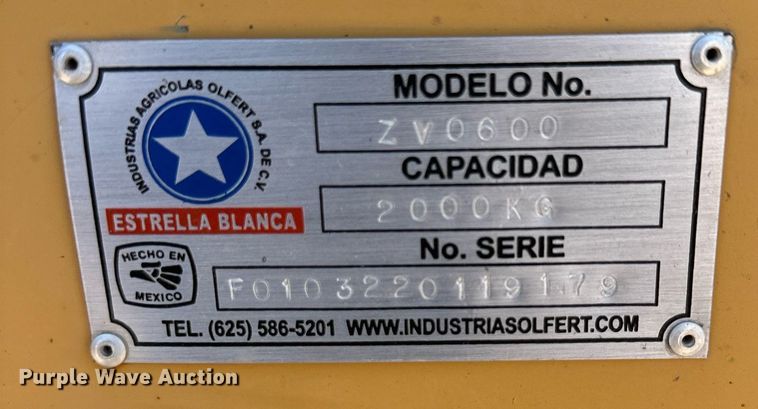 INDUSTRIAS AGRICOLAS OLFERT S.A. DE C.V.
ESTRELLA BLANCA
HECHO EN
MEXICO
MODELO No.
ZV0600
CAPACIDAD
2000KG
No. SERIE
F0103220119179
TEL. (625) 586-5201 WWW.INDUSTRIASOLFERT.COM
Purple Wave Auction